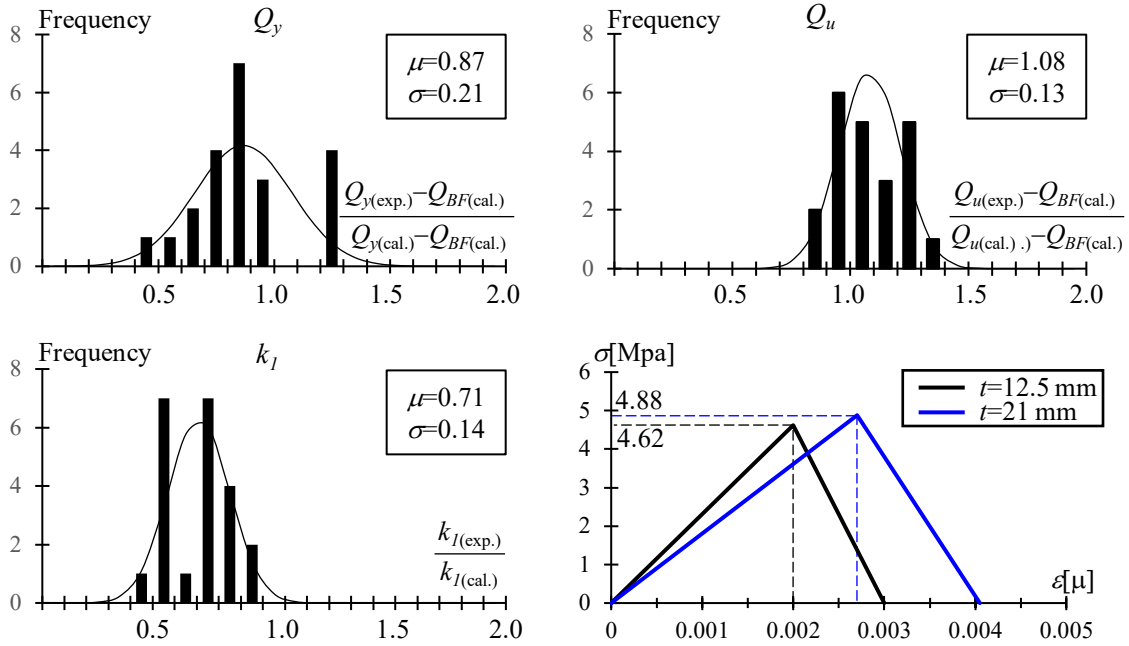 Frequency
Q_y
8
6
4
2
0
μ=0.87
σ=0.21
Q_y(exp.)−Q_BF(cal.)
Q_y(cal.)−Q_BF(cal.)
0.5
1.0
1.5
2.0
Frequency
Q_u
8
6
4
2
0
μ=1.08
σ=0.13
Q_u(exp.)−Q_BF(cal.)
Q_u(cal.) .)−Q_BF(cal.)
0.5
1.0
1.5
2.0
Frequency
k_1
8
6
4
2
0
μ=0.71
σ=0.14
k_1(exp.)
k_1(cal.)
0.5
1.0
1.5
2.0
σ[Mpa]
6
5
4
3
2
1
0
4.88
4.62
t=12.5 mm
t=21 mm
ε[μ]
0
0.001
0.002
0.003
0.004
0.005